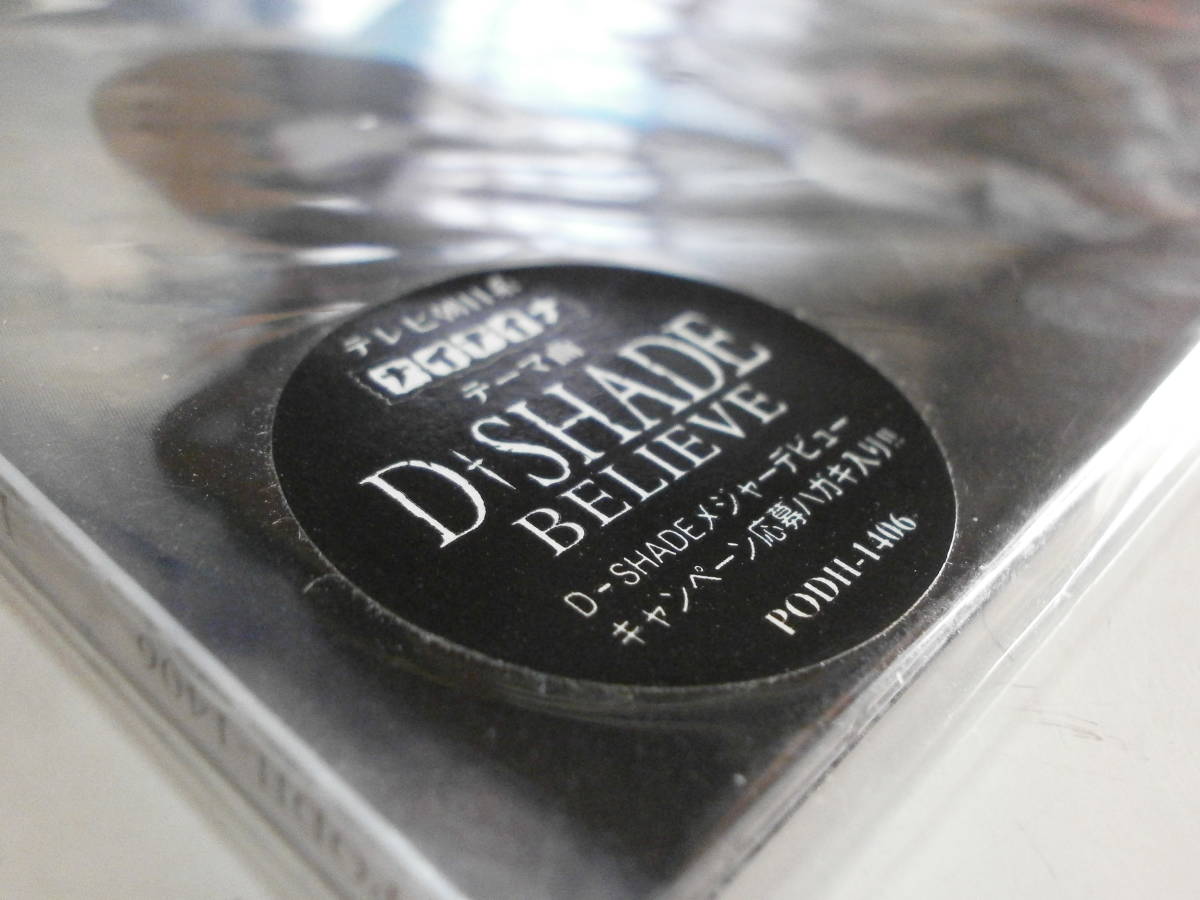 テレビ朝日系
テーマ曲
D†SHADE
BELIEVE
D-SHADEメジャーデビュー
キャンペーン応募ハガキ入り!!
PODH-1406
PODH-1406